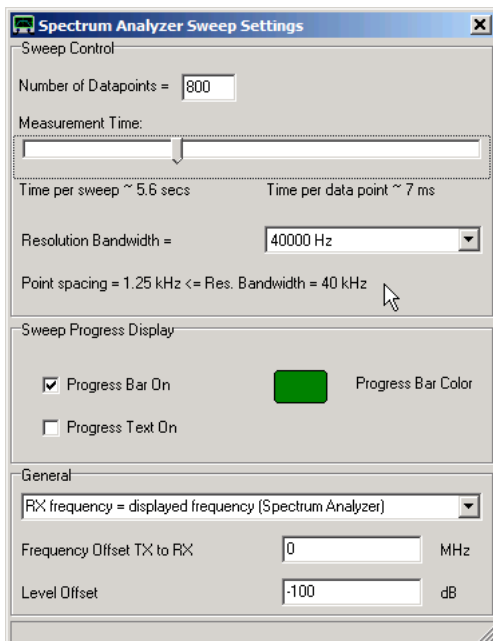 Spectrum Analyzer Sweep Settings
Sweep Control
Number of Datapoints = 800
Measurement Time:
Time per sweep ~ 5.6 secs Time per data point ~ 7 ms
Resolution Bandwidth = 40000 Hz
Point spacing = 1.25 kHz <= Res. Bandwidth = 40 kHz
Sweep Progress Display
Progress Bar On Progress Bar Color
Progress Text On
General
RX frequency = displayed frequency (Spectrum Analyzer)
Frequency Offset TX to RX 0 MHz
Level Offset -100 dB